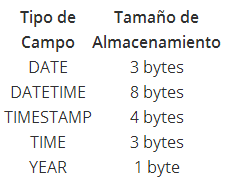 Tipo de Campo Tamaño de Almacenamiento
DATE 3 bytes
DATETIME 8 bytes
TIMESTAMP 4 bytes
TIME 3 bytes
YEAR 1 byte